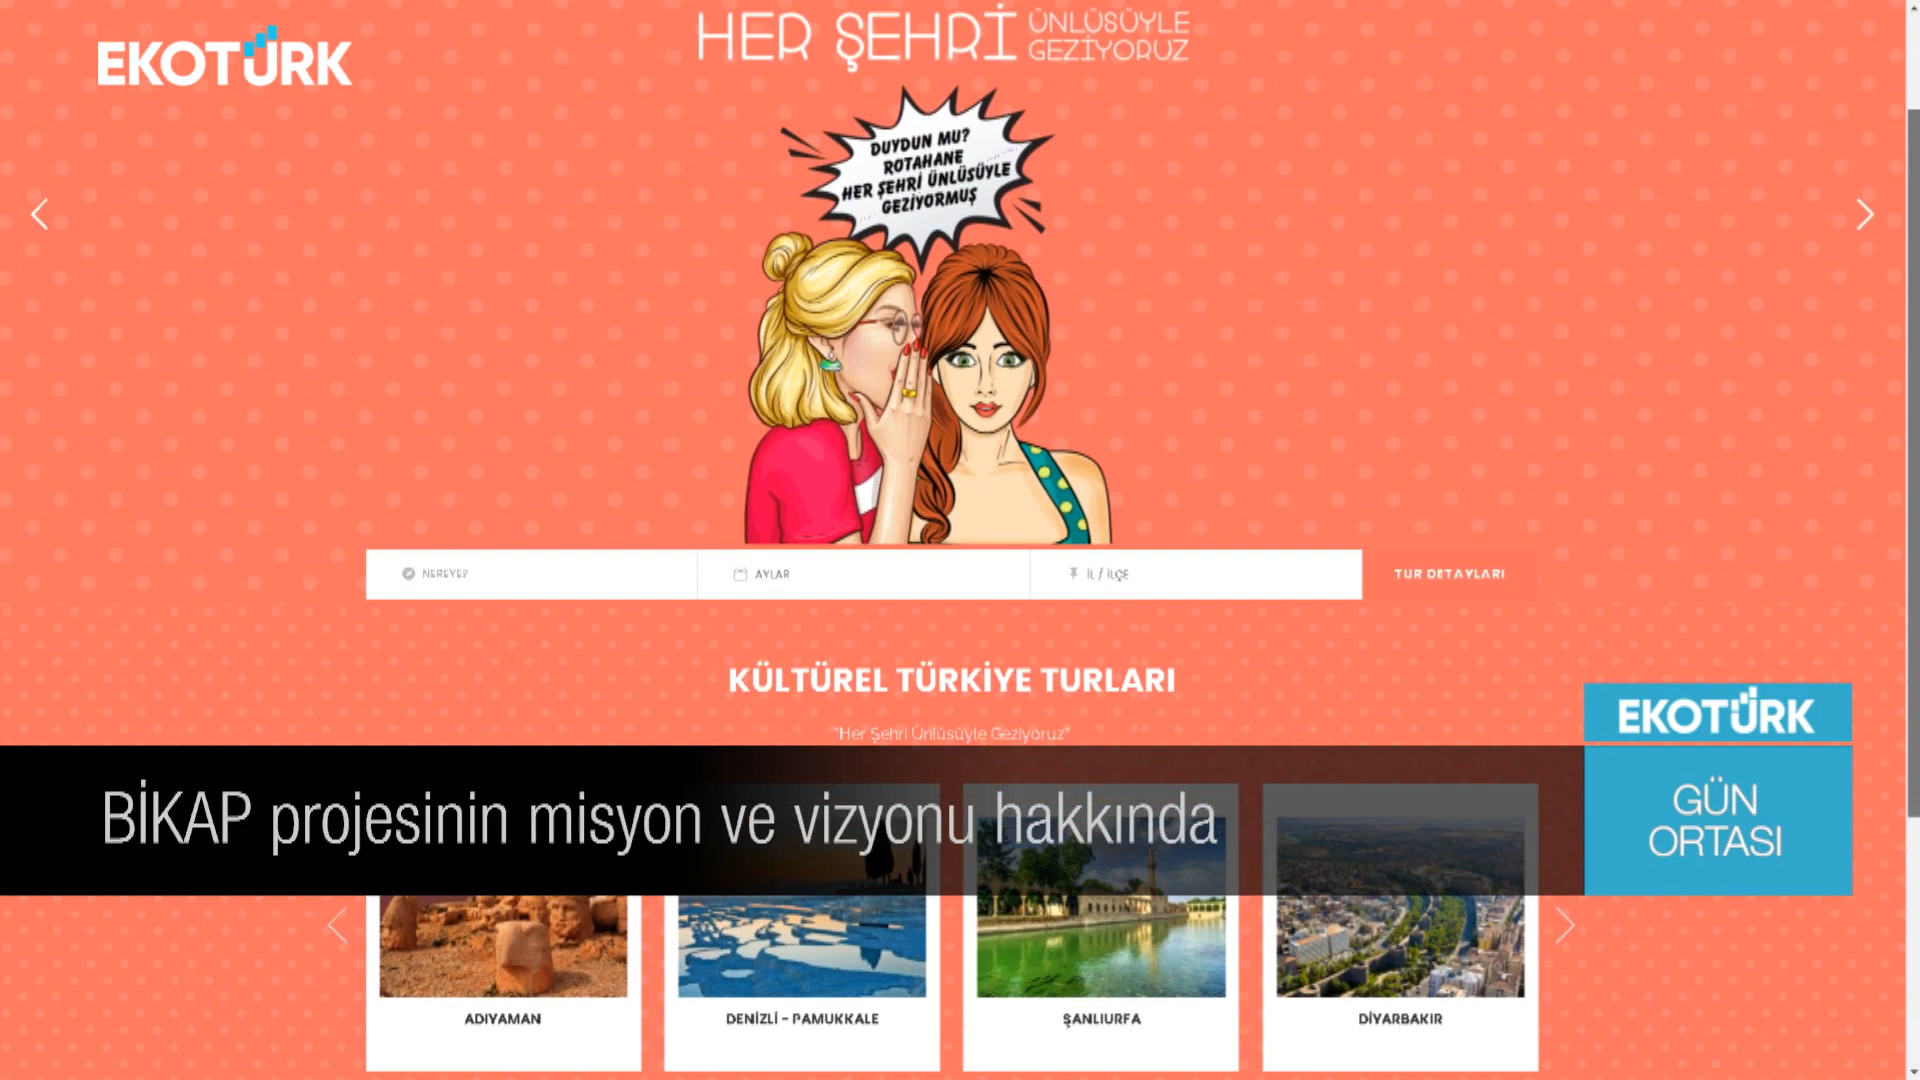 EKOTÜRK
HER ŞEHRİ ÜNLÜSÜYLE
GEZİYORUZ
DUYDUN MU?
ROTAHANE
HER ŞEHRİ ÜNLÜSÜYLE
GEZİYORMUŞ
NEREYE?
AYLAR
İL / İLÇE
TUR DETAYLARI
KÜLTÜREL TÜRKİYE TURLARI
"Her Şehri Ünlüsüyle Geziyoruz"
EKOTÜRK
BİKAP projesinin misyon ve vizyonu hakkında
GÜN
ORTASI
ADIYAMAN
DENİZLİ - PAMUKKALE
ŞANLIURFA
DİYARBAKIR